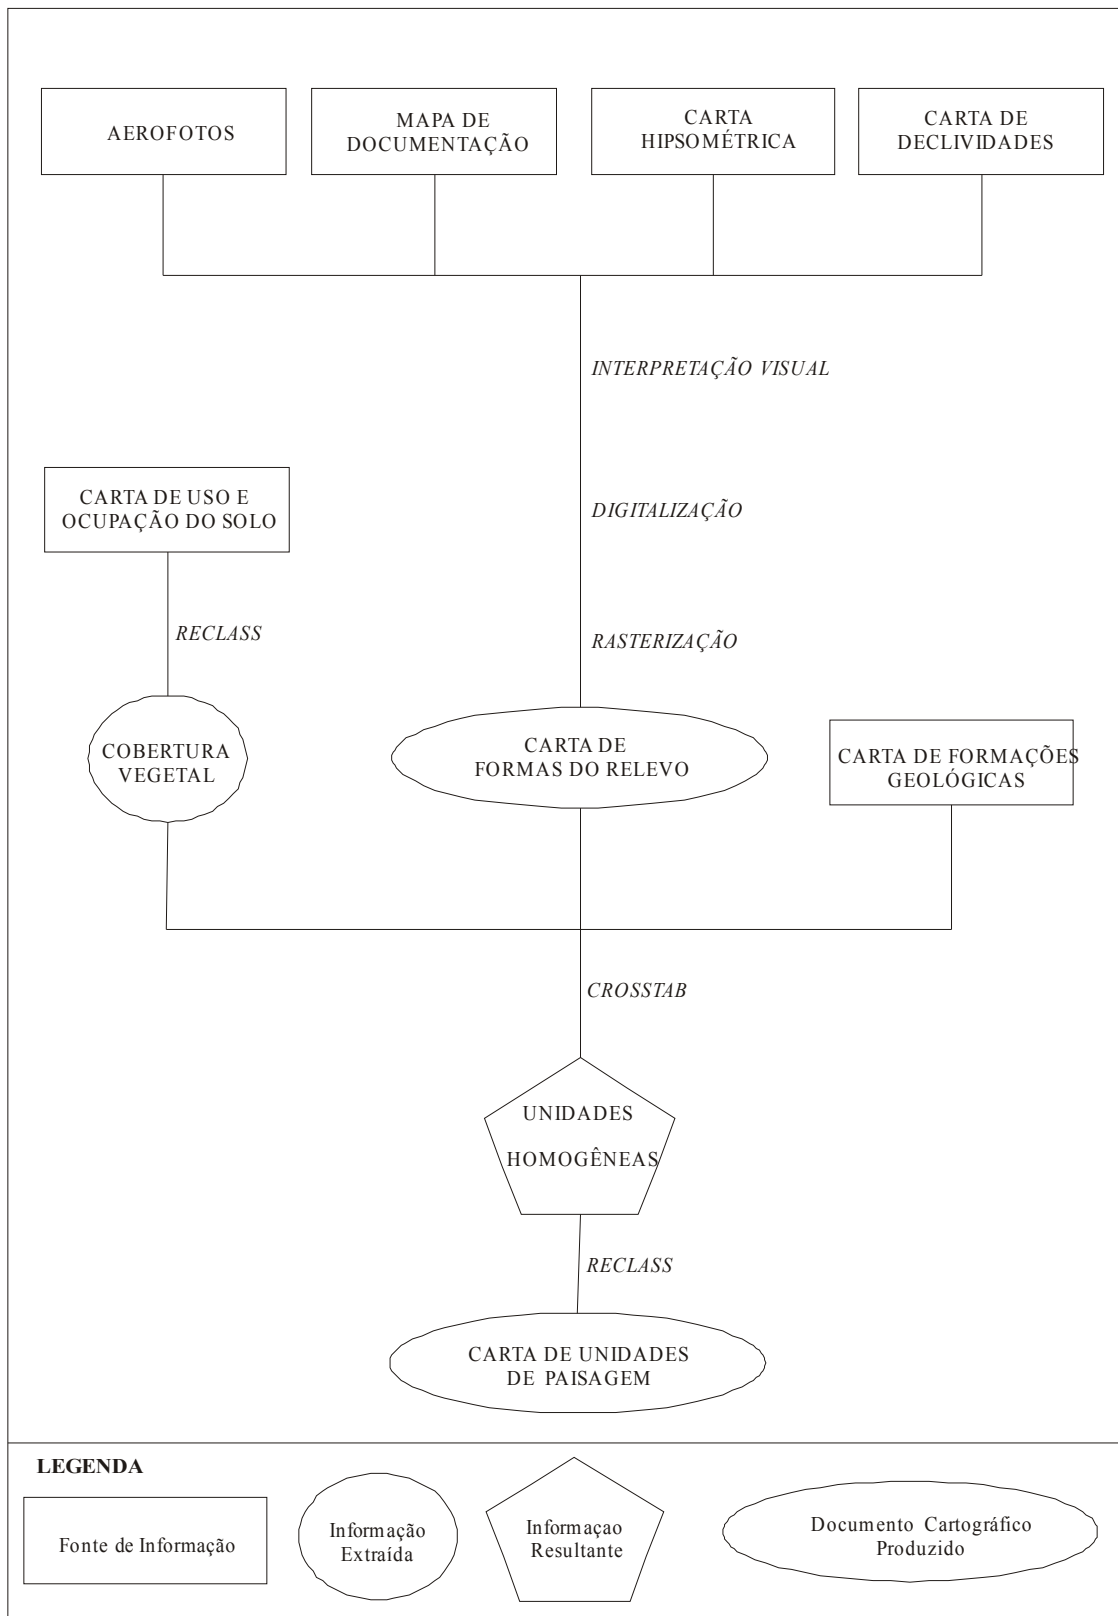 AEROFOTOS
MAPA DE
DOCUMENTAÇÃO
CARTA
HIPSOMÉTRICA
CARTA DE
DECLIVIDADES
INTERPRETAÇÃO VISUAL
CARTA DE USO E
OCUPAÇÃO DO SOLO
DIGITALIZAÇÃO
RECLASS
RASTERIZAÇÃO
COBERTURA
VEGETAL
CARTA DE
FORMAS DO RELEVO
CARTA DE FORMAÇÕES
GEOLÓGICAS
CROSSTAB
UNIDADES
HOMOGÊNEAS
RECLASS
CARTA DE UNIDADES
DE PAISAGEM
LEGENDA
Fonte de Informação
Informação
Extraída
Informaçao
Resultante
Documento Cartográfico
Produzido